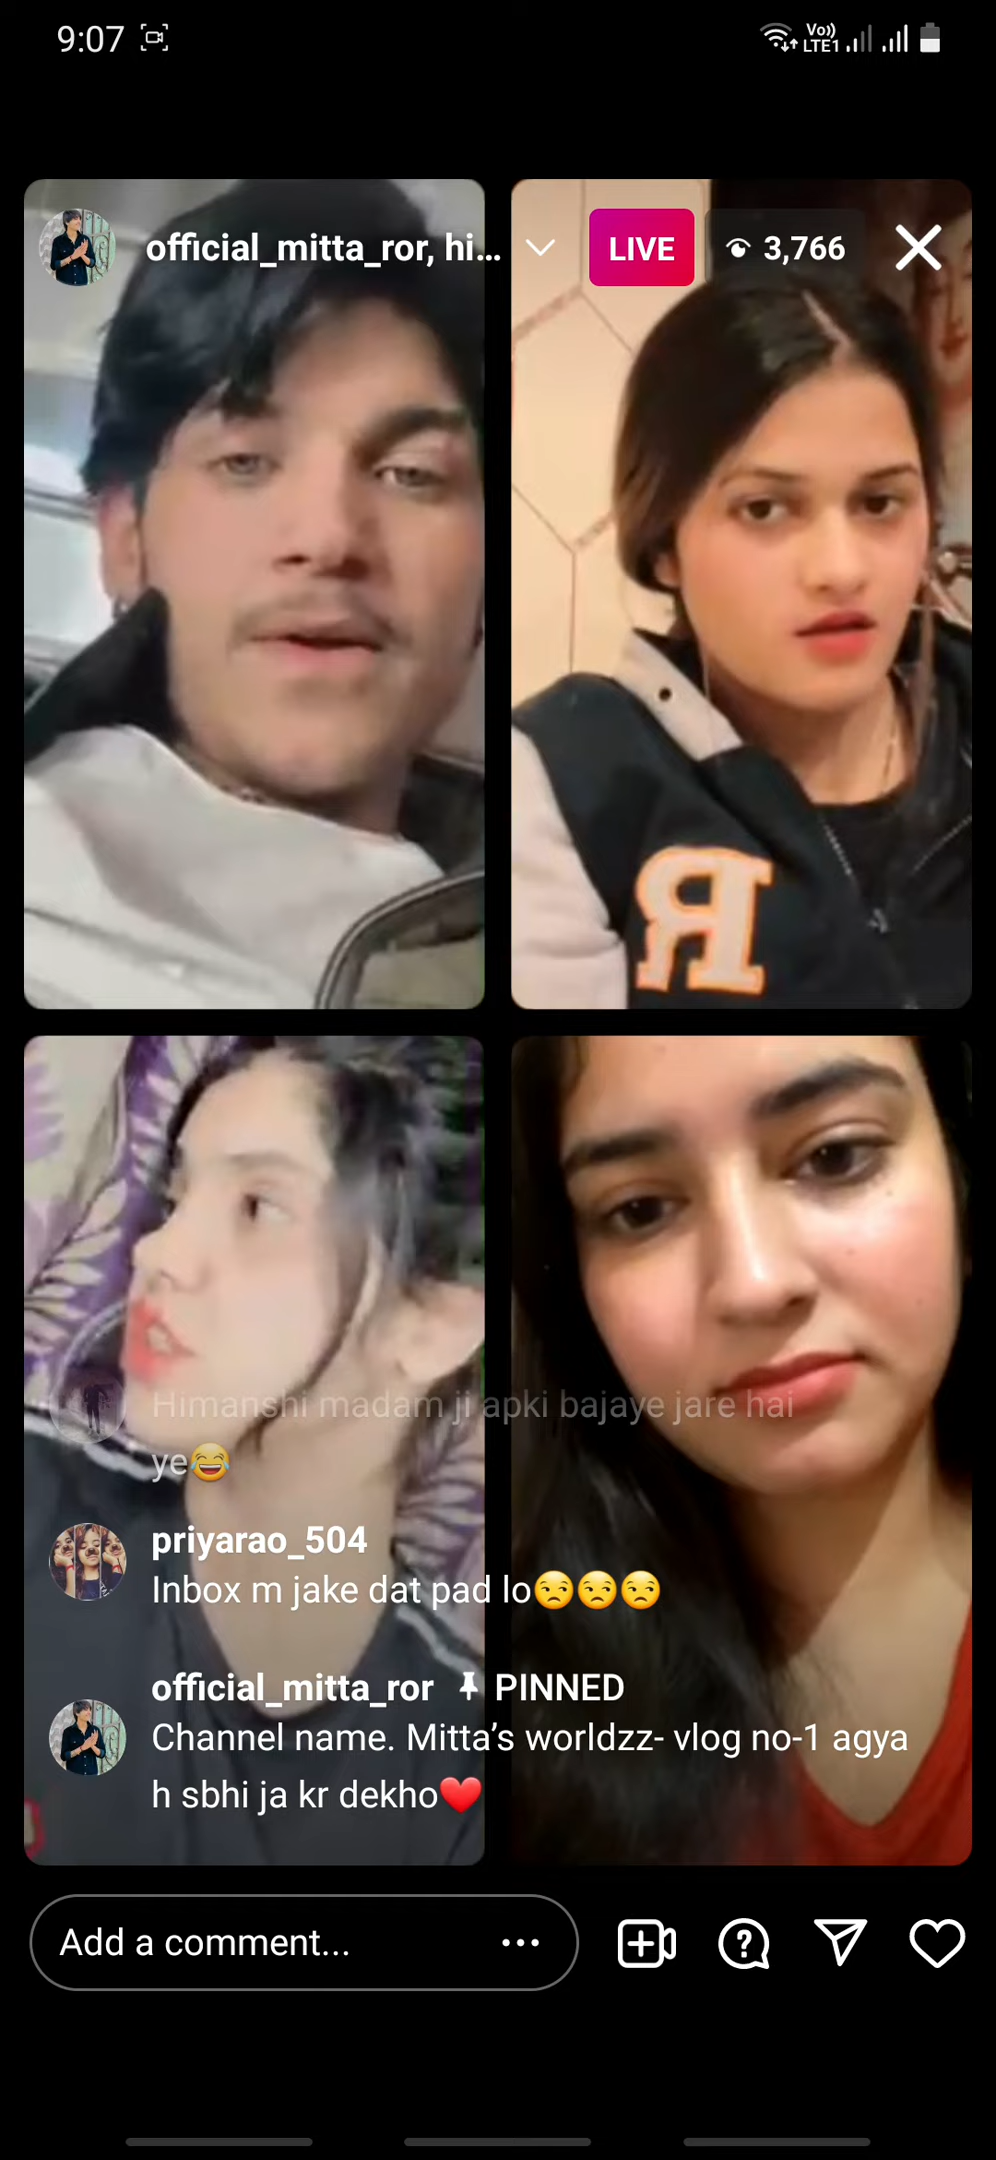 9:07
Vo))
LTE1
official_mitta_ror, hi...
LIVE
3,766
R
Himanshi madam ji apki bajaye jare hai
ye😂
priyarao_504
Inbox m jake dat pad lo😒😒😒
official_mitta_ror PINNED
Channel name. Mitta’s worldzz- vlog no-1 agya
h sbhi ja kr dekho❤️
Add a comment...